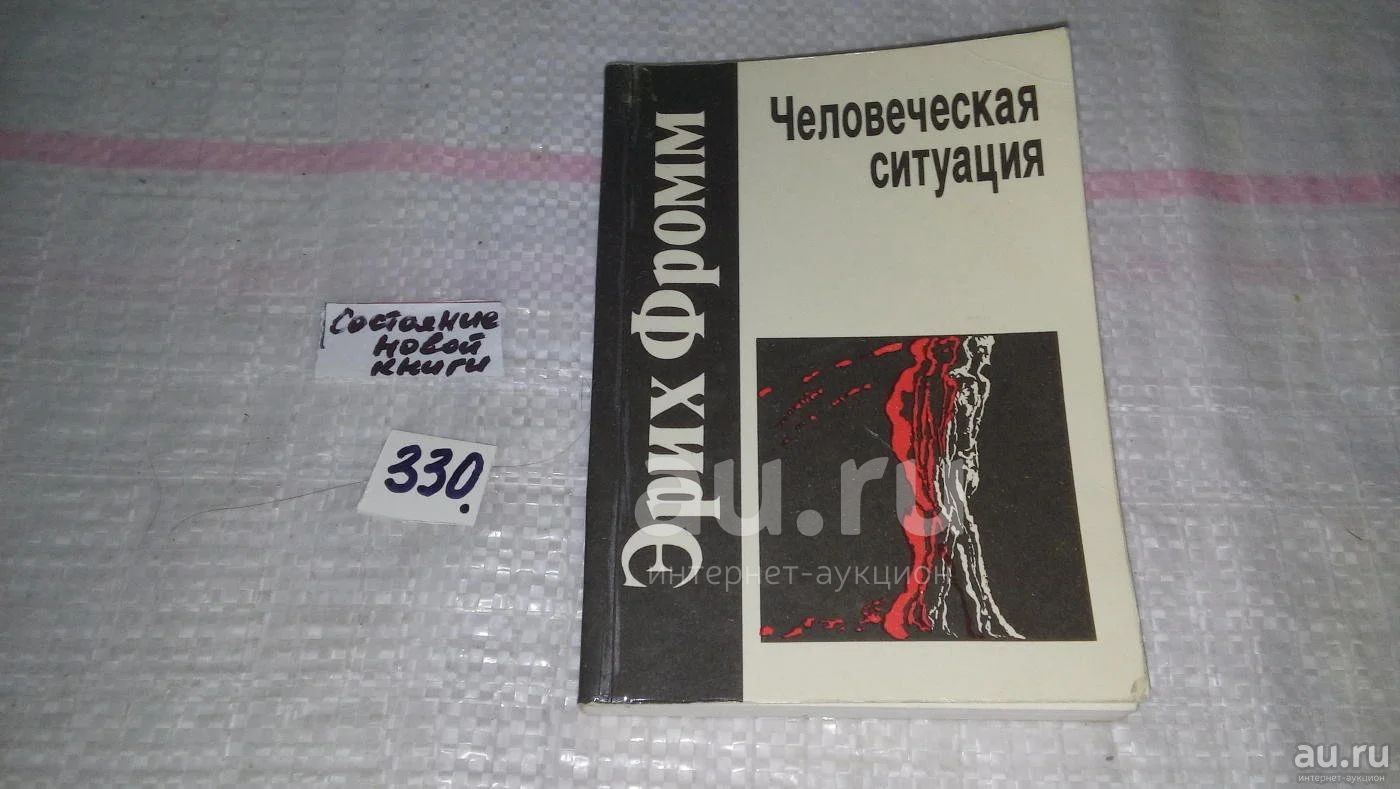 Человеческая
ситуация
Эрих Фромм
Состояние
новой
книги
330.
au.ru
интернет-аукцион
au.ru
интернет-аукцион